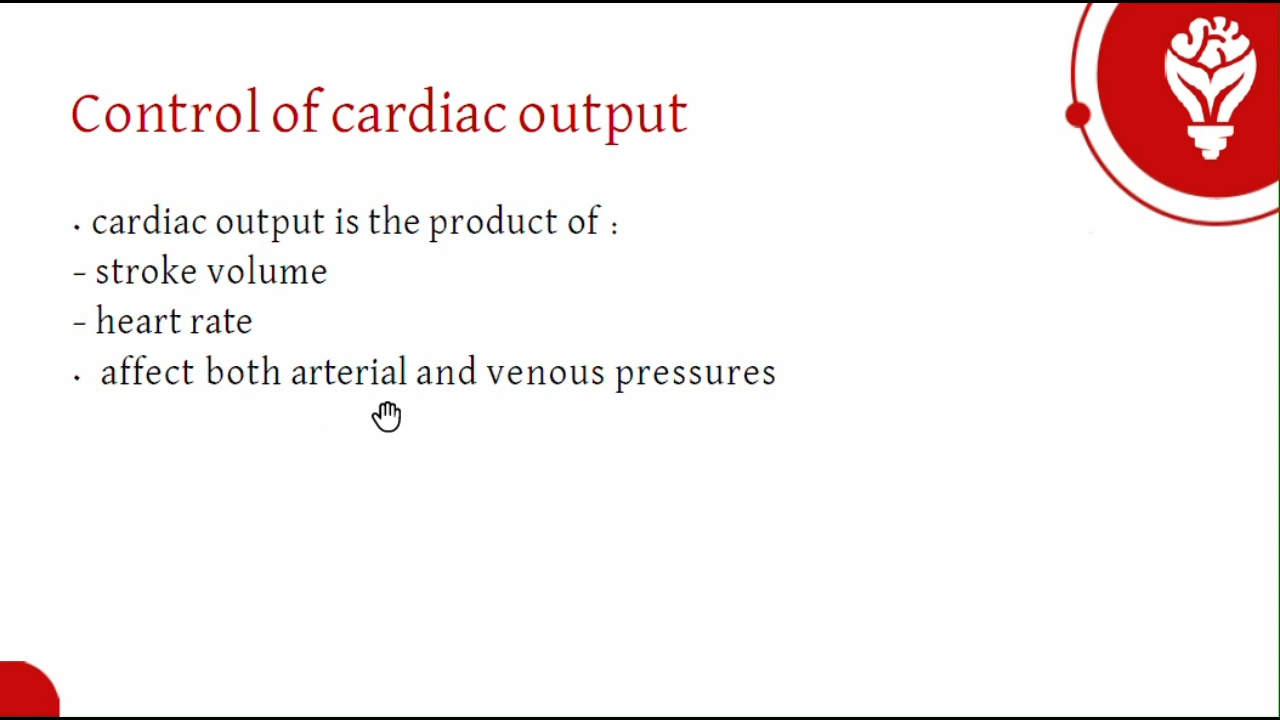 Control of cardiac output
· cardiac output is the product of :
- stroke volume
- heart rate
· affect both arterial and venous pressures